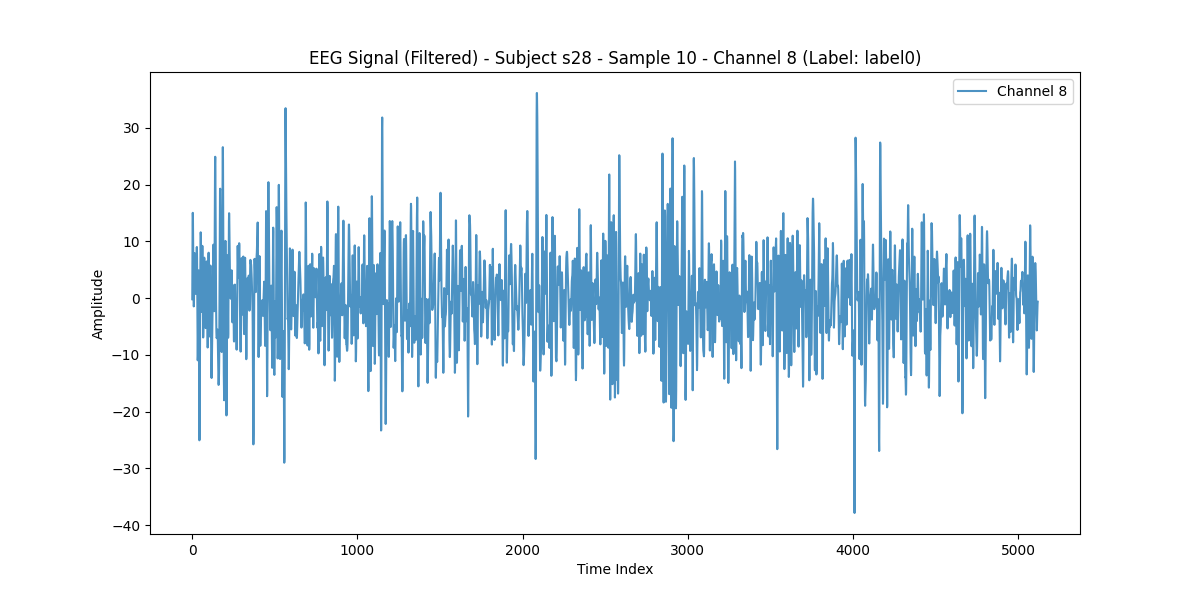 EEG Signal (Filtered) - Subject s28 - Sample 10 - Channel 8 (Label: label0)
Channel 8
30
20
10
0
−10
−20
−30
−40
Amplitude
0 1000 2000 3000 4000 5000
Time Index